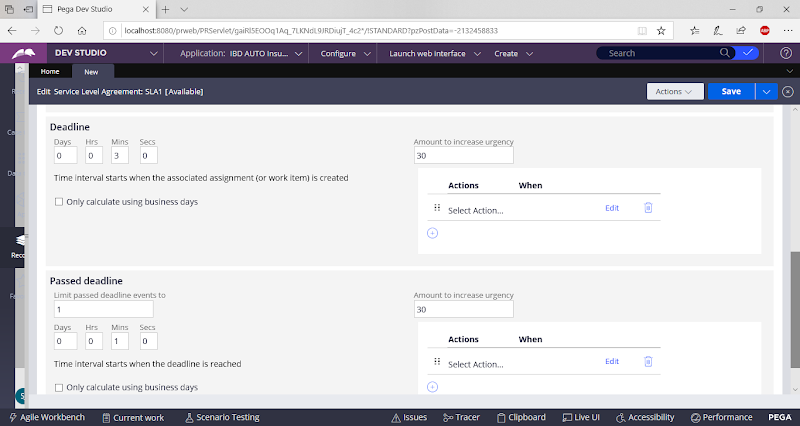 Pega Dev Studio
localhost:8080/prweb/PRServlet/gaiRl5EOOq1Aq_7LKNdL9JRDiujT_4c2*/!STANDARD?pzPostData=-2132458833
DEV STUDIO
Application: IBD AUTO Insu...
Configure
Launch web interface
Create
Search
Home
New
Edit Service Level Agreement: SLA1 [Available]
Actions
Save
Deadline
Days Hrs Mins Secs
0 0 3 0
Amount to increase urgency
30
Time interval starts when the associated assignment (or work item) is created
Only calculate using business days
Actions When
Select Action...
Edit
Reco
Passed deadline
Limit passed deadline events to
1
Amount to increase urgency
30
Days Hrs Mins Secs
0 0 1 0
Time interval starts when the deadline is reached
Only calculate using business days
Actions When
Select Action...
Edit
Agile Workbench
Current work
Scenario Testing
Issues
Tracer
Clipboard
Live UI
Accessibility
Performance
PEGA